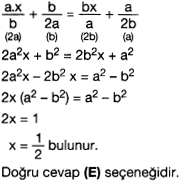 a.x/b + b/2a = bx/a + a/2b
(2a) (b) (2b) (a)
2a²x + b² = 2b²x + a²
2a²x – 2b² x = a² – b²
2x (a² – b²) = a² – b²
2x = 1
x = 1/2 bulunur.
Doğru cevap (E) seçeneğidir.